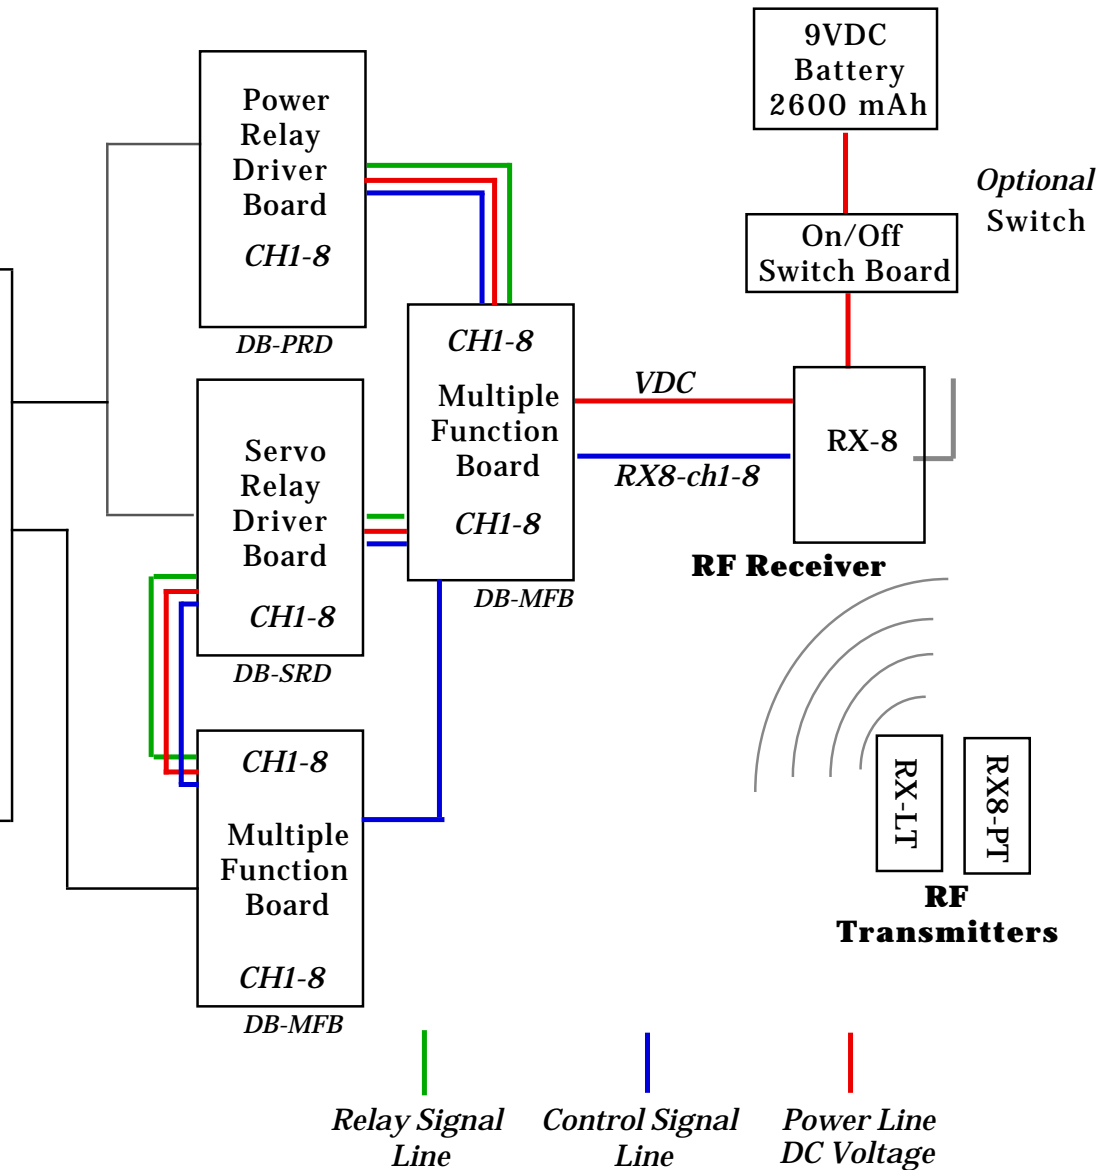 9VDC
Battery
2600 mAh
Optional
Switch
On/Off
Switch Board
Power
Relay
Driver
Board
CH1-8
DB-PRD
CH1-8
Multiple
Function
Board
CH1-8
DB-MFB
VDC
RX8-ch1-8
RX-8
RF Receiver
Servo
Relay
Driver
Board
CH1-8
DB-SRD
CH1-8
Multiple
Function
Board
CH1-8
DB-MFB
RX-LT
RX8-PT
RF
Transmitters
Relay Signal
Line
Control Signal
Line
Power Line
DC Voltage